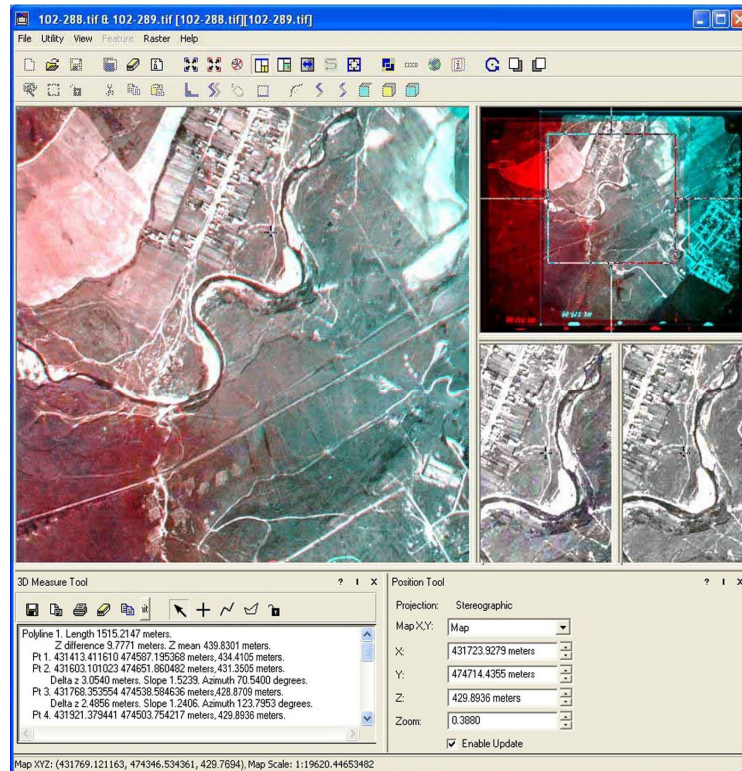 102-288.tif & 102-289.tif [102-288.tif][102-289.tif]
File Utility View Feature Raster Help
3D Measure Tool
Polyline 1. Length 1515.2147 meters.
Z difference 9.7771 meters. Z mean 439.8301 meters.
Pt 1. 431413.411610 474587.195368 meters,434.4105 meters.
Pt 2. 431603.101023 474651.860482 meters,431.3505 meters.
Delta z 3.0540 meters. Slope 1.5239. Azimuth 70.5400 degrees.
Pt 3. 431768.353554 474538.584636 meters,428.8709 meters.
Delta z 2.4856 meters. Slope 1.2406. Azimuth 123.7953 degrees.
Pt 4. 431921.379441 474503.754217 meters,429.8936 meters.
Position Tool
Projection: Stereographic
Map X,Y: Map
X: 431723.9279 meters
Y: 474714.4355 meters
Z: 429.8936 meters
Zoom: 0.3880
Enable Update
Map XYZ: (431769.121163, 474346.534361, 429.7694), Map Scale: 1:19620.44653482